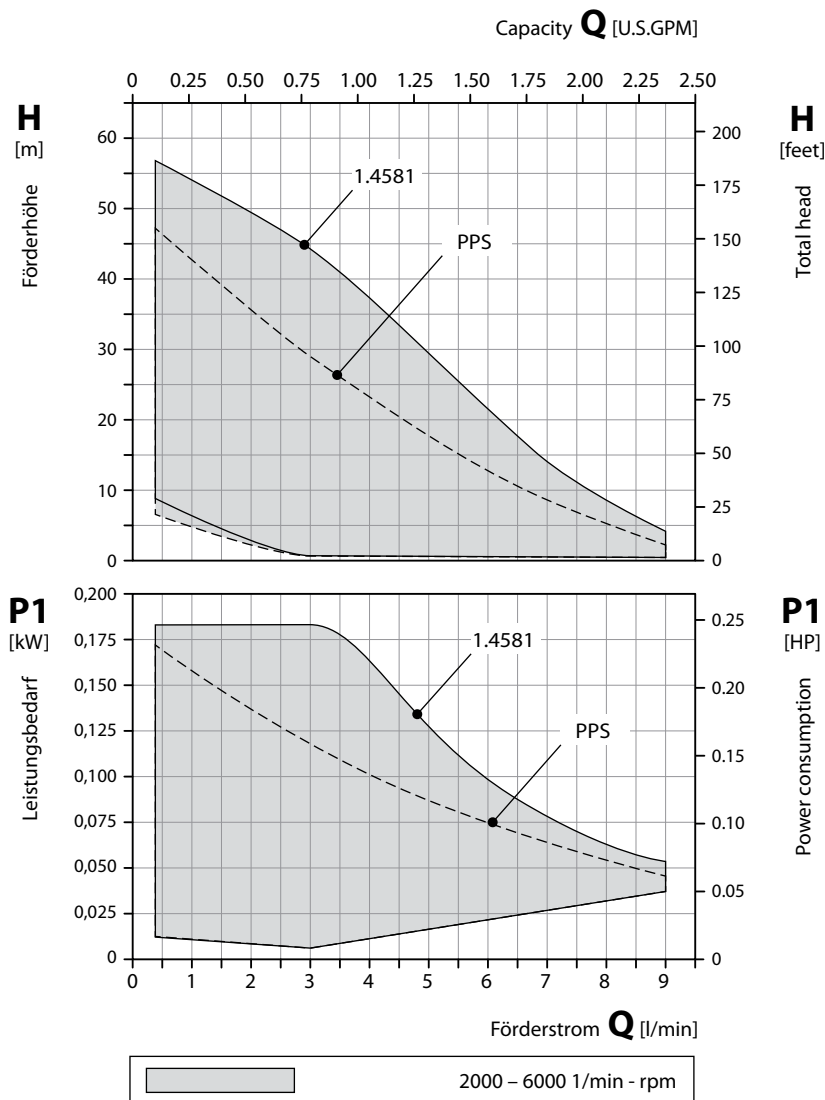 Capacity Q [U.S.GPM]
0 0.25 0.50 0.75 1.00 1.25 1.50 1.75 2.00 2.25 2.50
H
[m]
Förderhöhe
60
50
40
30
20
10
0
1.4581
PPS
H
[feet]
Total head
200
175
150
125
100
75
50
25
0
P1
[kW]
Leistungsbedarf
0,200
0,175
0,150
0,125
0,100
0,075
0,050
0,025
0
1.4581
PPS
P1
[HP]
Power consumption
0.25
0.20
0.15
0.10
0.05
0
0 1 2 3 4 5 6 7 8 9
Förderstrom Q [l/min]
2000 – 6000 1/min - rpm